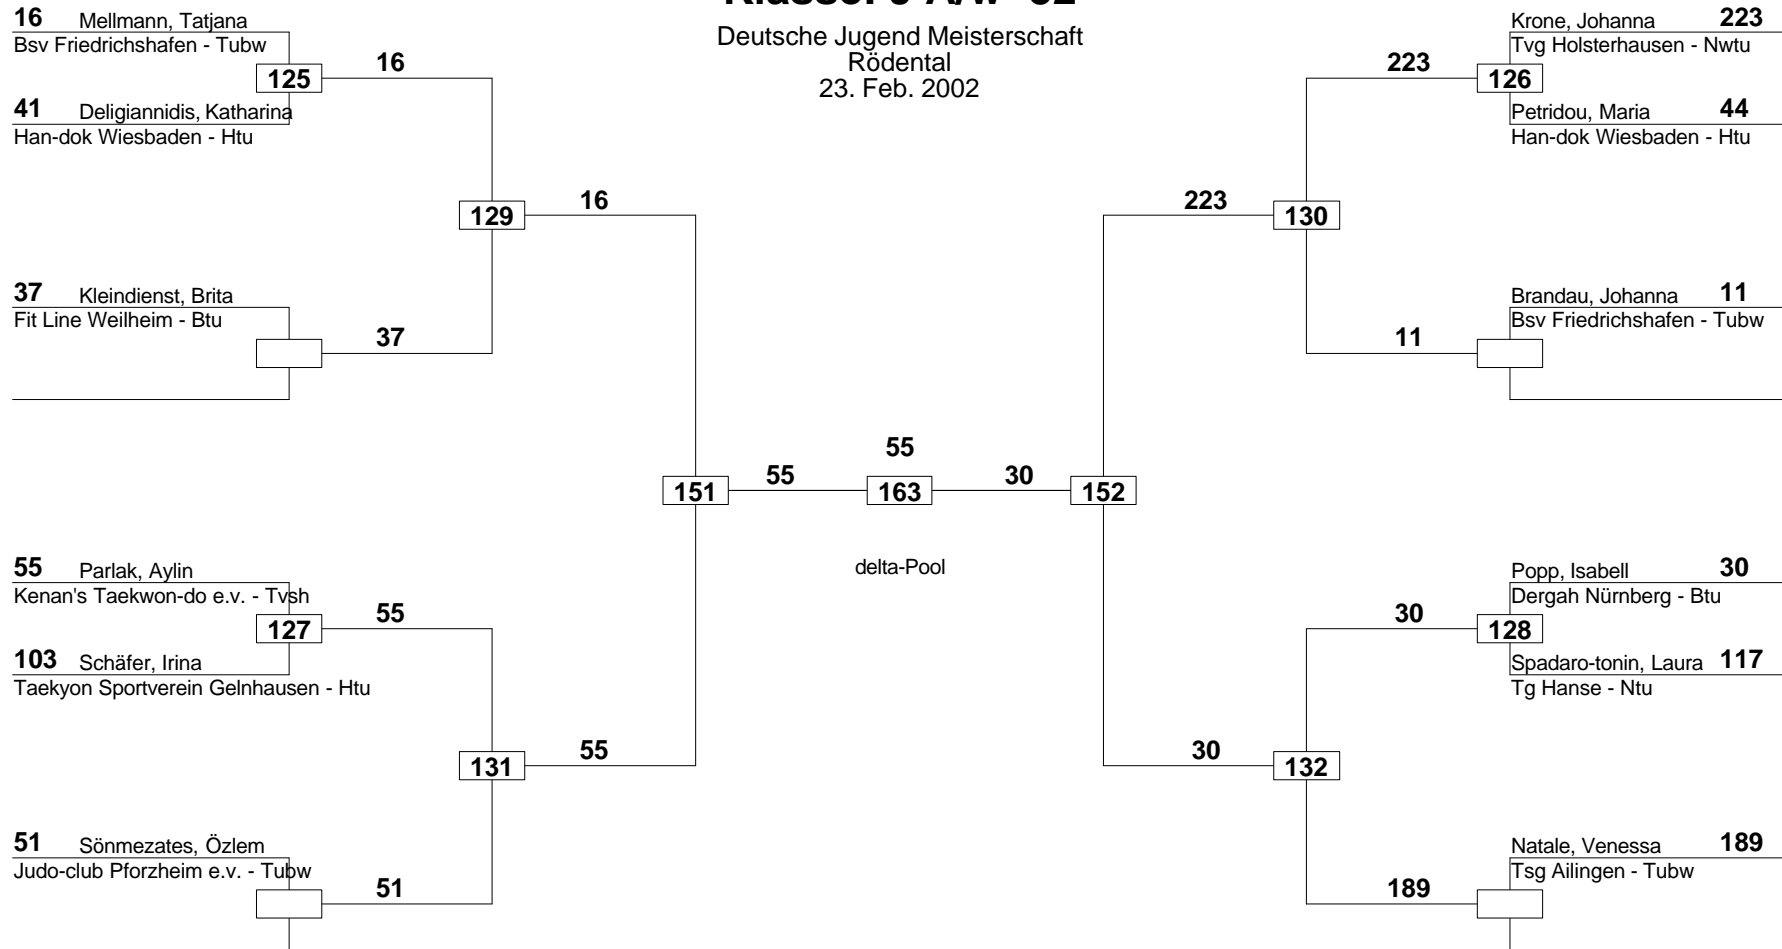 Klasse: J A/w -52
Deutsche Jugend Meisterschaft
Rödental
23. Feb. 2002
16 Mellmann, Tatjana
Bsv Friedrichshafen - Tubw
125
16
41 Deligiannidis, Katharina
Han-dok Wiesbaden - Htu
129
16
37 Kleindienst, Brita
Fit Line Weilheim - Btu
37
151
55
55 Parlak, Aylin
Kenan's Taekwon-do e.v. - Tvsh
127
55
103 Schäfer, Irina
Taekyon Sportverein Gelnhausen - Htu
131
55
51 Sönmezates, Özlem
Judo-club Pforzheim e.v. - Tubw
51
55
163
delta-Pool
Krone, Johanna 223
Tvg Holsterhausen - Nwtu
223
126
Petridou, Maria 44
Han-dok Wiesbaden - Htu
223
130
Brandau, Johanna 11
Bsv Friedrichshafen - Tubw
11
30
152
Popp, Isabell 30
Dergah Nürnberg - Btu
30
128
Spadaro-tonin, Laura 117
Tg Hanse - Ntu
30
132
Natale, Venessa 189
Tsg Ailingen - Tubw
189